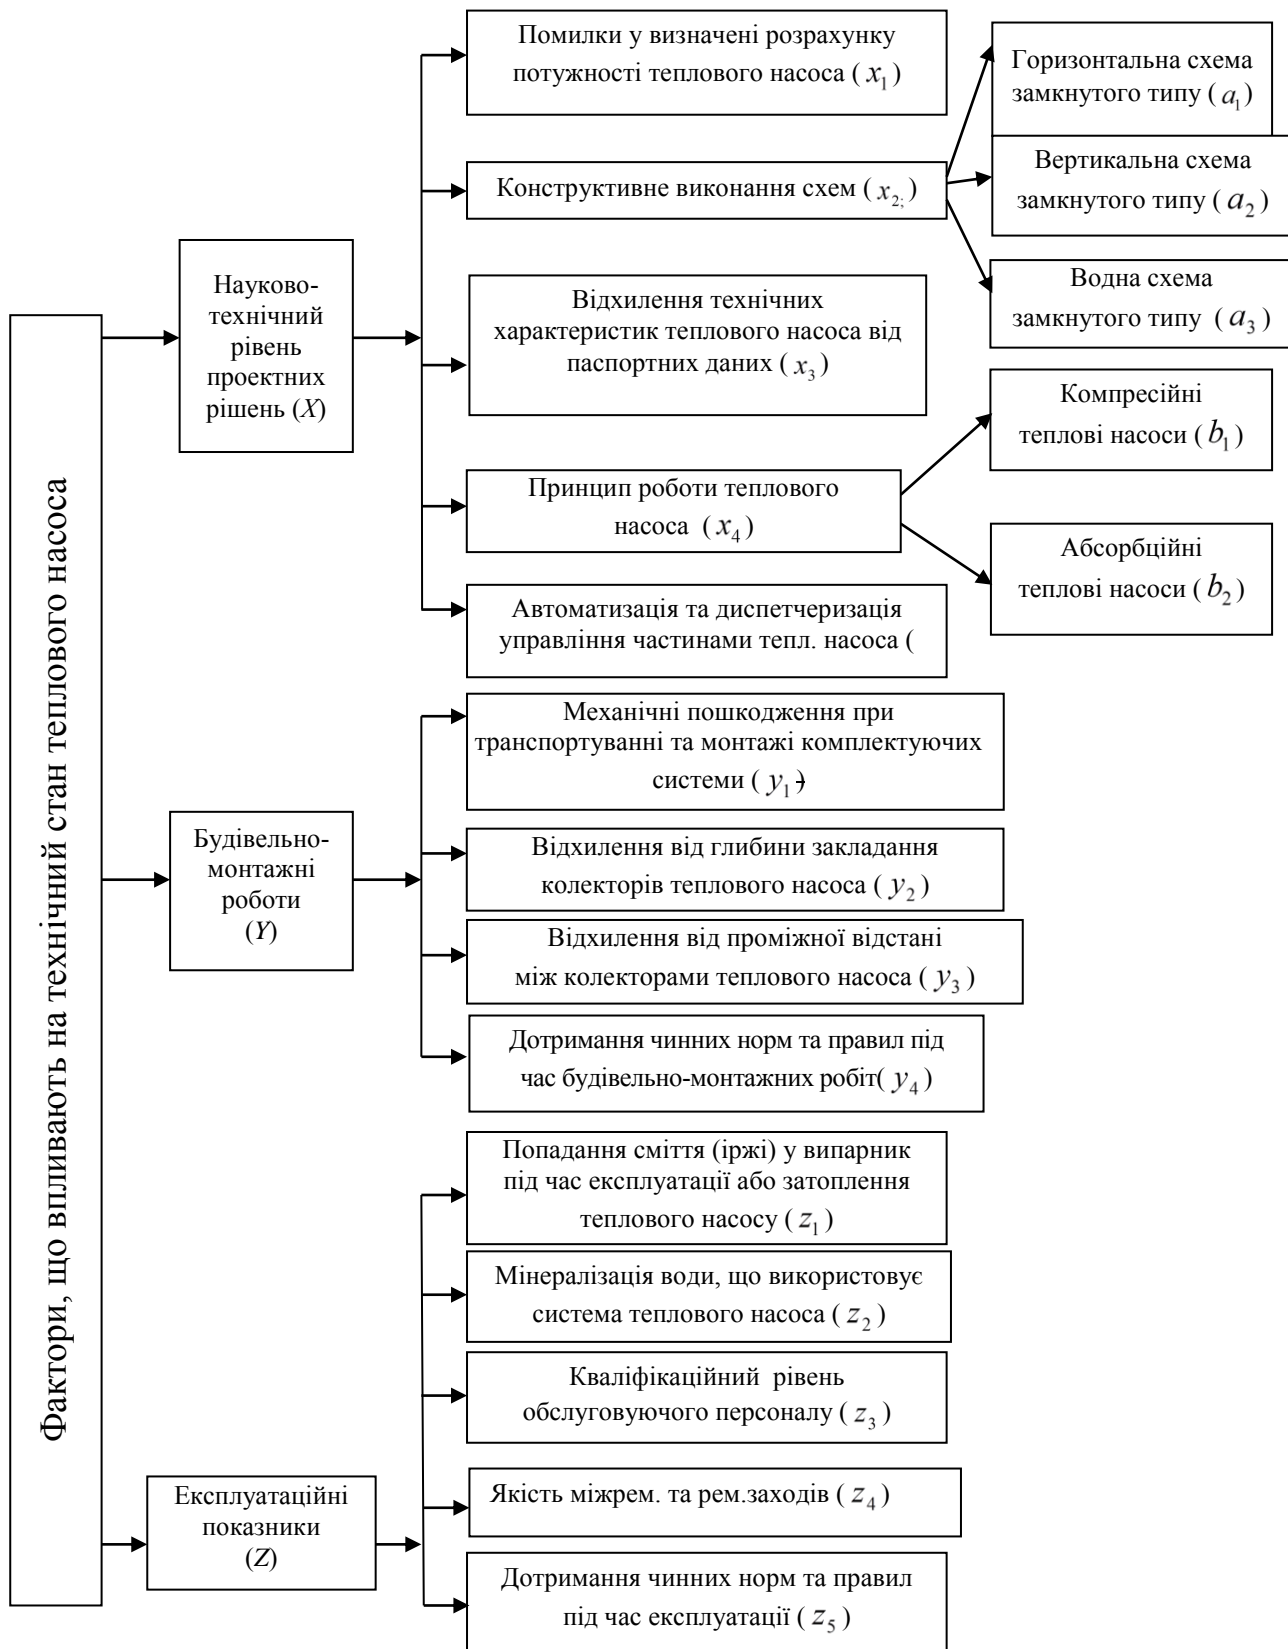 Фактори, що впливають на технічний стан теплового насоса
Науково-
технічний
рівень
проектних
рішень (X)
Помилки у визначені розрахунку
потужності теплового насоса ( x₁ )
Конструктивне виконання схем ( x₂; )
Горизонтальна схема
замкнутого типу ( a₁ )
Вертикальна схема
замкнутого типу ( a₂ )
Водна схема
замкнутого типу ( a₃ )
Відхилення технічних
характеристик теплового насоса від
паспортних даних ( x₃ )
Принцип роботи теплового
насоса ( x₄ )
Компресійні
теплові насоси ( b₁ )
Абсорбційні
теплові насоси ( b₂ )
Автоматизація та диспетчеризація
управління частинами тепл. насоса (
Будівельно-
монтажні
роботи
(Y)
Механічні пошкодження при
транспортуванні та монтажі комплектуючих
системи ( y₁ )
Відхилення від глибини закладання
колекторів теплового насоса ( y₂ )
Відхилення від проміжної відстані
між колекторами теплового насоса ( y₃ )
Дотримання чинних норм та правил під
час будівельно-монтажних робіт( y₄ )
Експлуатаційні
показники
(Z)
Попадання сміття (іржі) у випарник
під час експлуатації або затоплення
теплового насосу ( z₁ )
Мінералізація води, що використовує
система теплового насоса ( z₂ )
Кваліфікаційний рівень
обслуговуючого персоналу ( z₃ )
Якість міжрем. та рем.заходів ( z₄ )
Дотримання чинних норм та правил
під час експлуатації ( z₅ )